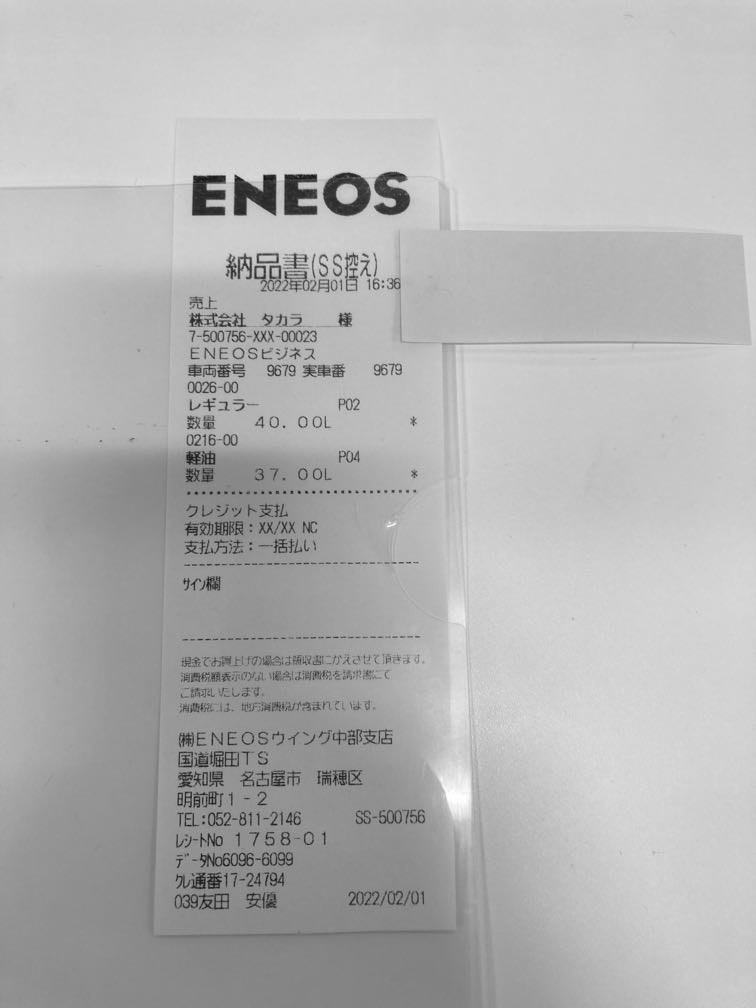 ENEOS
納品書(SS控え)
2022年02月01日 16:36
売上
株式会社 タカラ 様
7-500756-XXX-00023
ENEOSビジネス
車両番号 9679 実車番 9679
0026-00
レギュラー P02
数量 40.00L *
0216-00
軽油 P04
数量 37.00L *
クレジット支払
有効期限:XX/XX NC
支払方法:一括払い
サイン欄
現金でお買上げの場合は領収書にかえさせて頂きます。
消費税額表示のない場合は消費税を請求書にて
ご請求いたします。
消費税には、地方消費税が含まれています。
㈱ENEOSウイング中部支店
国道堀田TS
愛知県 名古屋市 瑞穂区
明前町1-2
TEL:052-811-2146 SS-500756
レシートNo 1758-01
データNo6096-6099
クレ通番17-24794
039友田 安優 2022/02/01